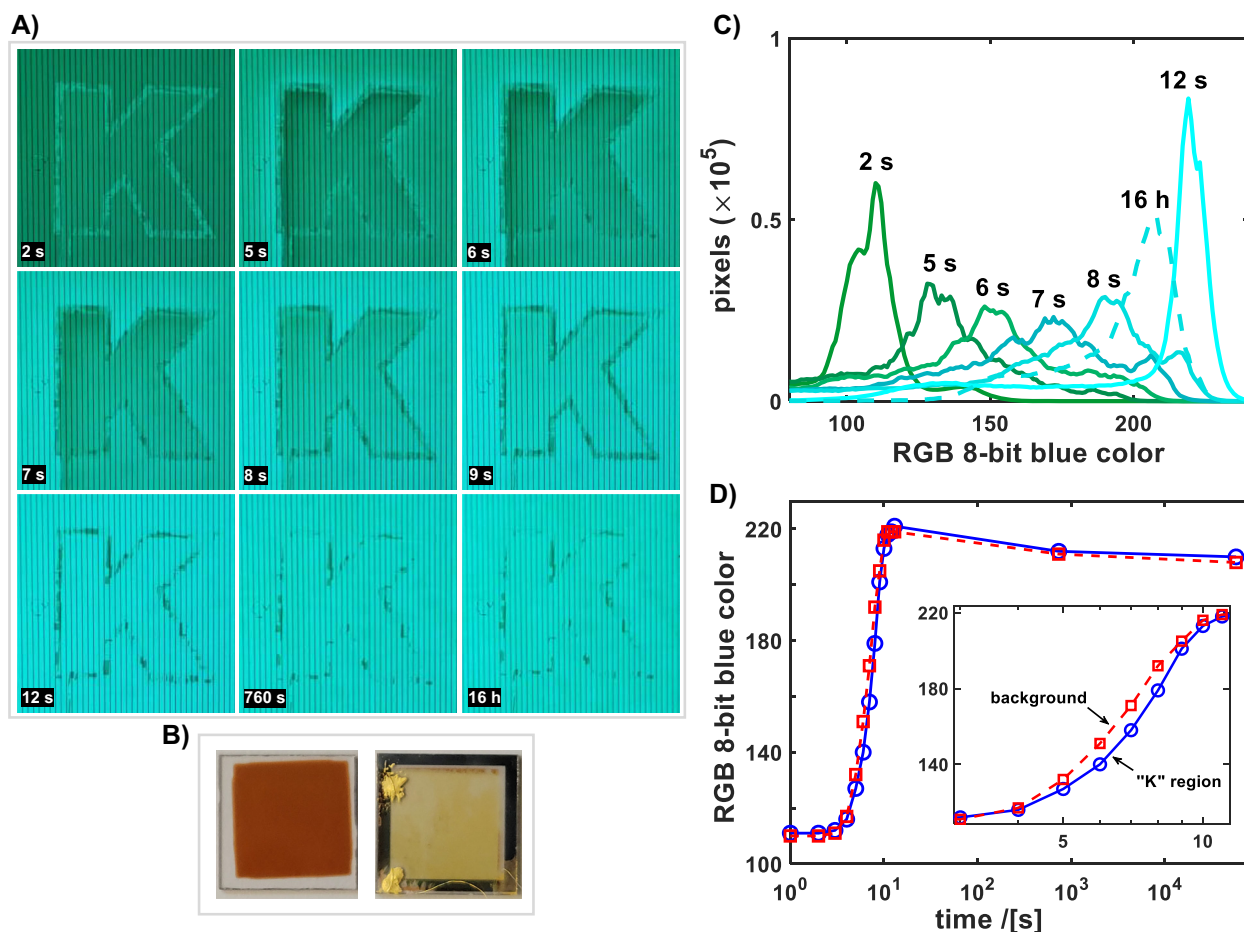 A)
2 s
5 s
6 s
7 s
8 s
9 s
12 s
760 s
16 h
B)
C)
pixels (×10⁵)
1
0.5
0
2 s
5 s
6 s
7 s
8 s
16 h
12 s
100
150
200
RGB 8-bit blue color
D)
RGB 8-bit blue color
220
180
140
100
10⁰
10¹
10²
10³
10⁴
time /[s]
220
180
140
5
10
background
"K" region